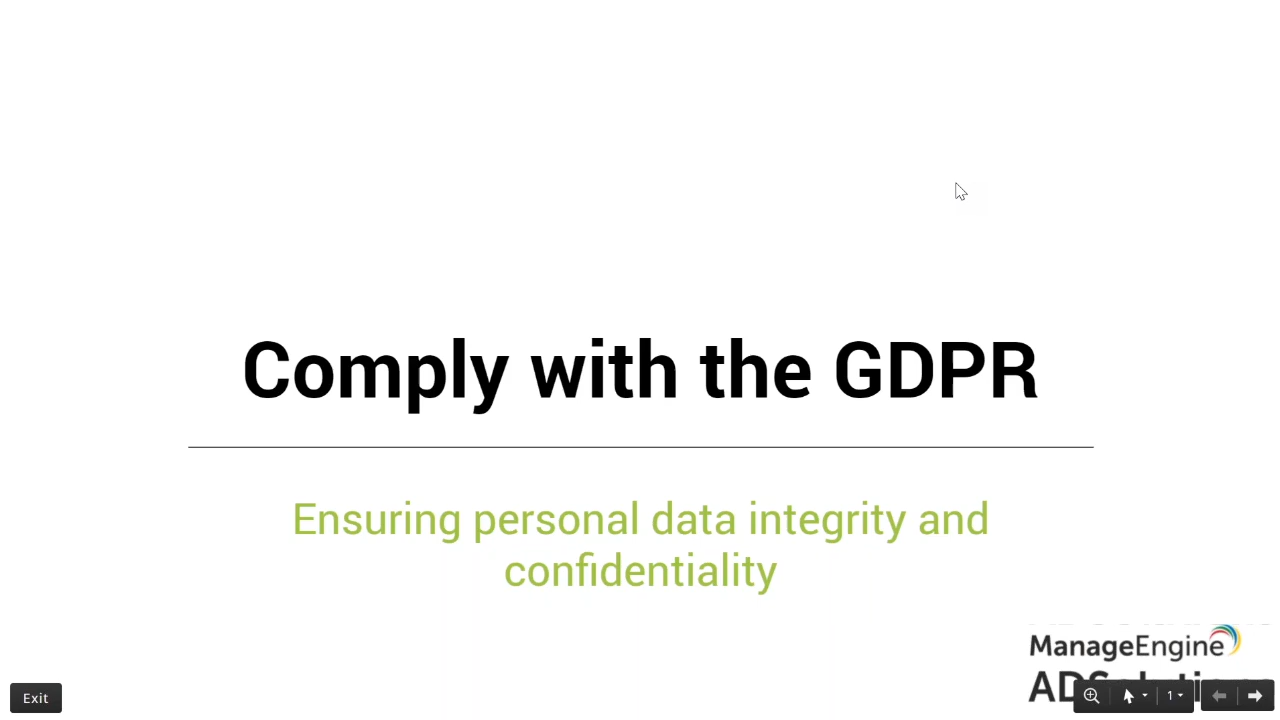 Comply with the GDPR
Ensuring personal data integrity and
confidentiality
ManageEngine
Exit
1